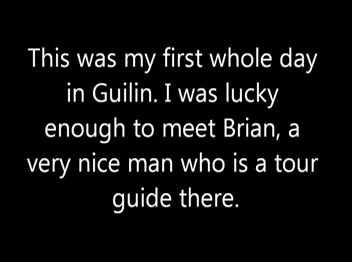 This was my first whole day
in Guilin. I was lucky
enough to meet Brian, a
very nice man who is a tour
guide there.